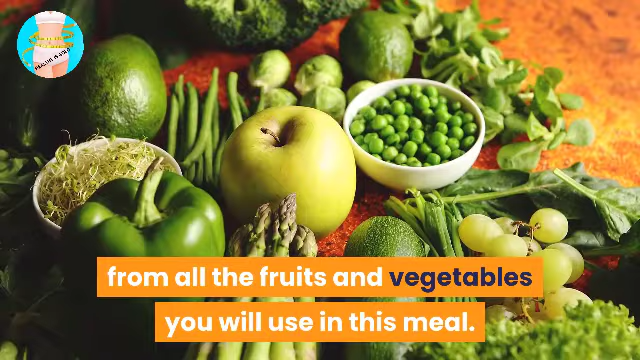 from all the fruits and vegetables
you will use in this meal.